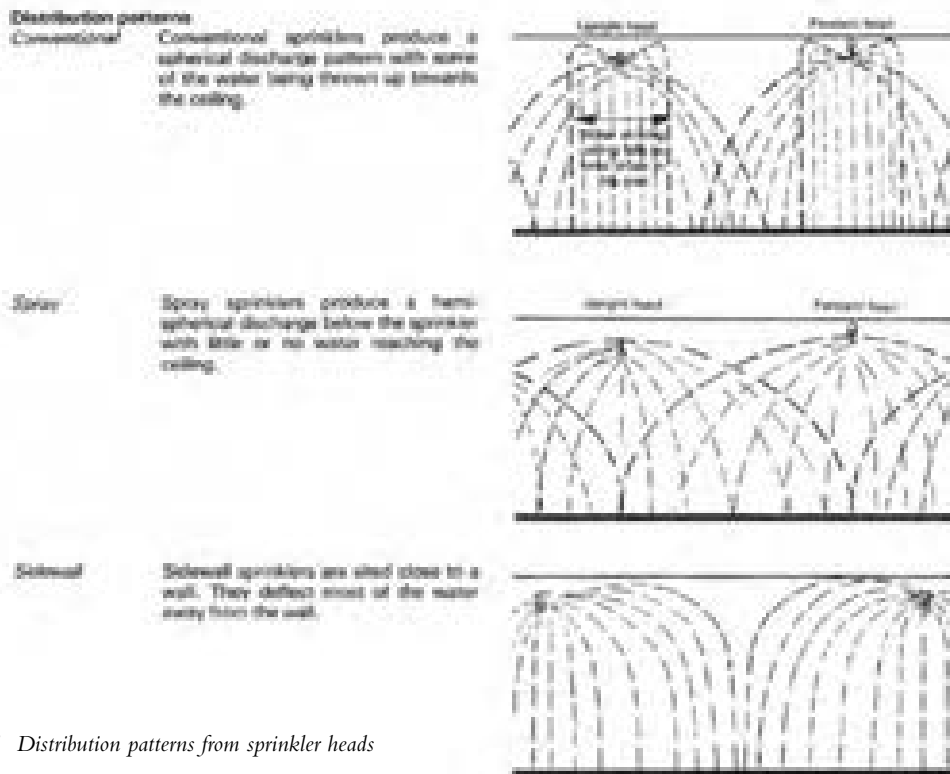 Distribution patterns
Conventional
Conventional sprinklers produce a
spherical discharge pattern with some
of the water being thrown up towards
the ceiling.
Upright head
Pendent head
Spray
Spray sprinklers produce a hemi-
spherical discharge below the sprinkler
with little or no water reaching the
ceiling.
Upright head
Pendent head
Sidewall
Sidewall sprinklers are sited close to a
wall. They deflect most of the water
away from the wall.
Distribution patterns from sprinkler heads